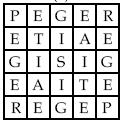 P E G E R
E T I A E
G I S I G
E A I T E
R E G E P